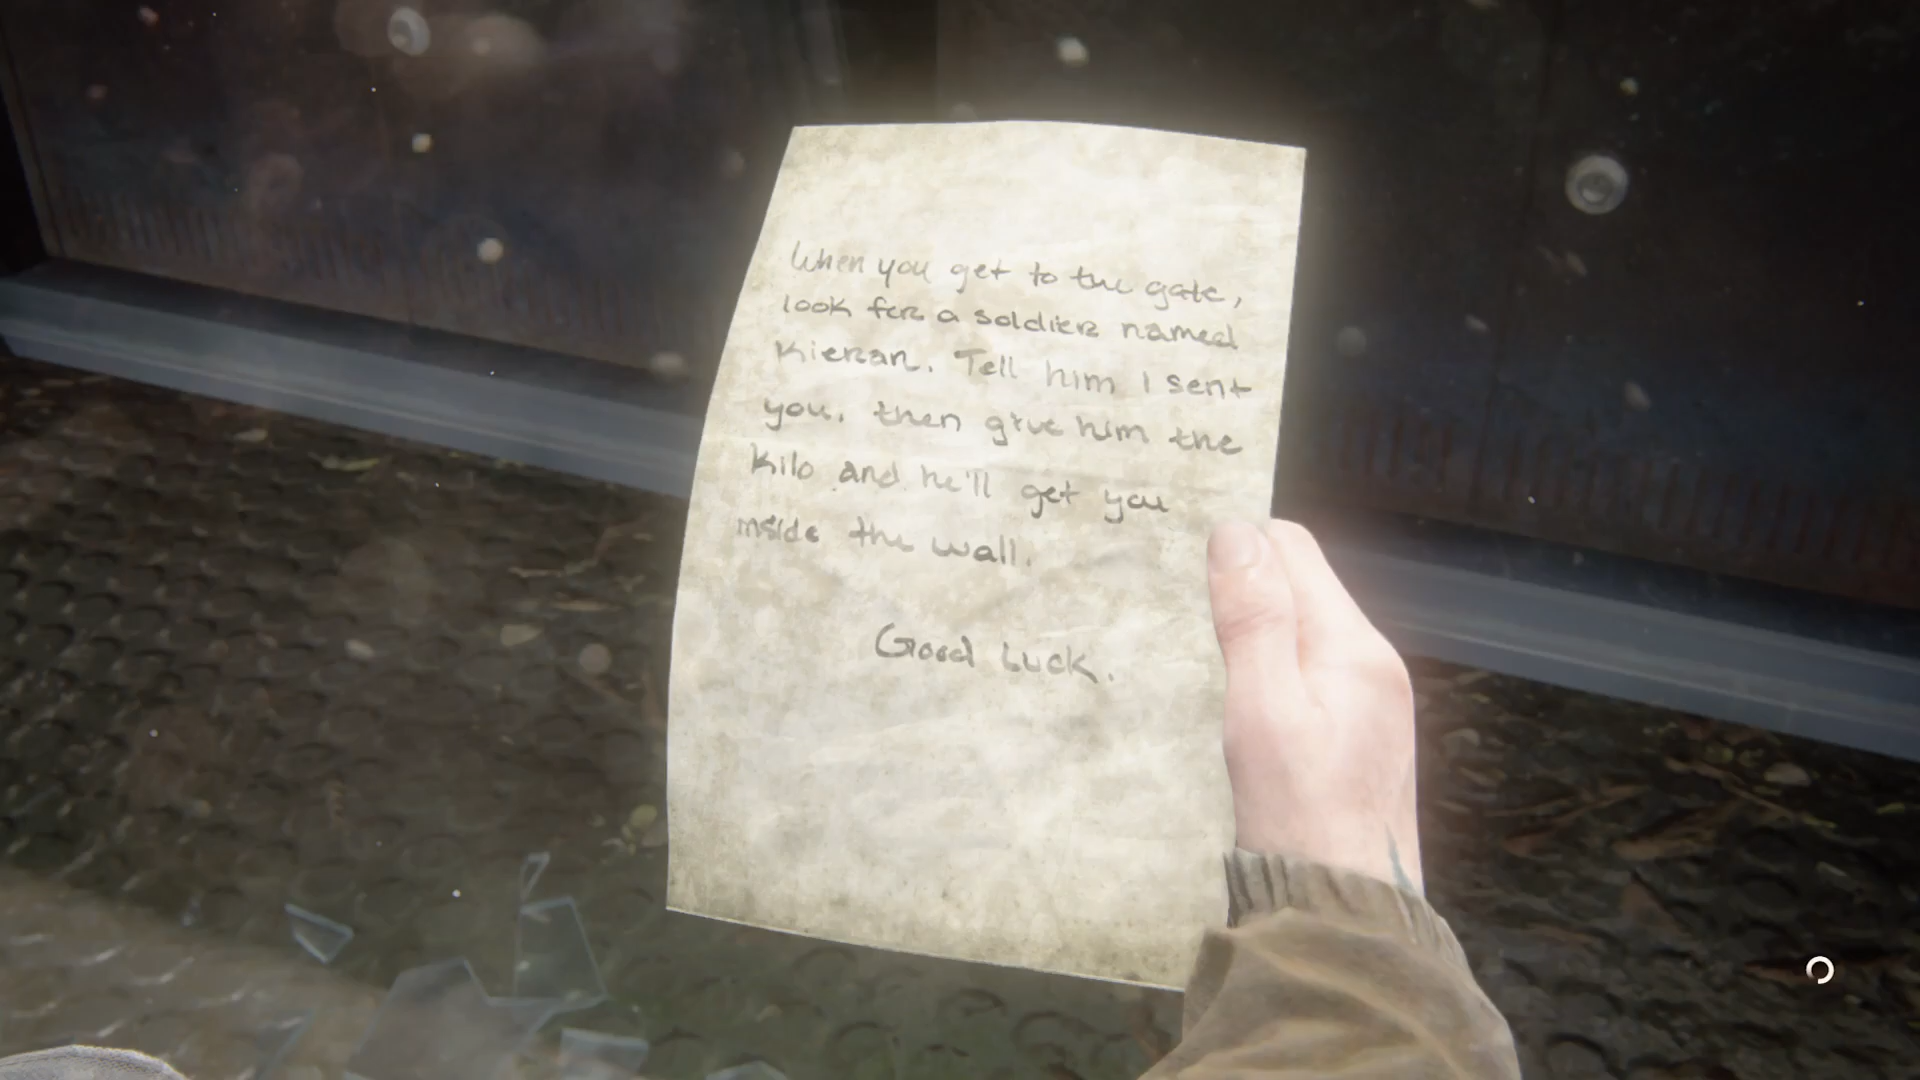 When you get to the gate,
look for a soldier named
Kieran. Tell him I sent
you, then give him the
kilo and he'll get you
inside the wall.
Good Luck.